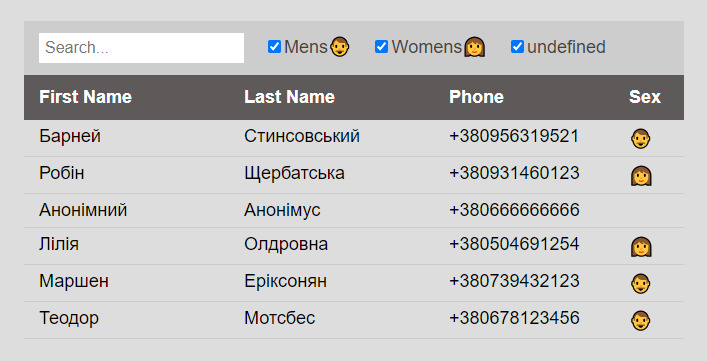 Search... Mens👨 Womens👩 undefined
First Name Last Name Phone Sex
Барней Стинсовський +380956319521 👨
Робін Щербатська +380931460123 👩
Анонімний Анонімус +380666666666
Лілія Олдровна +380504691254 👩
Маршен Еріксонян +380739432123 👨
Теодор Мотсбес +380678123456 👨